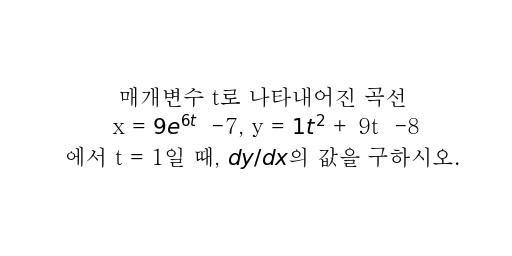 매개변수 t로 나타내어진 곡선
x = 9e^{6t} -7, y = 1t^2 + 9t -8
에서 t = 1일 때, dy/dx의 값을 구하시오.